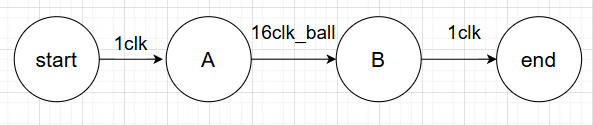 start
1clk
A
16clk_ball
B
1clk
end